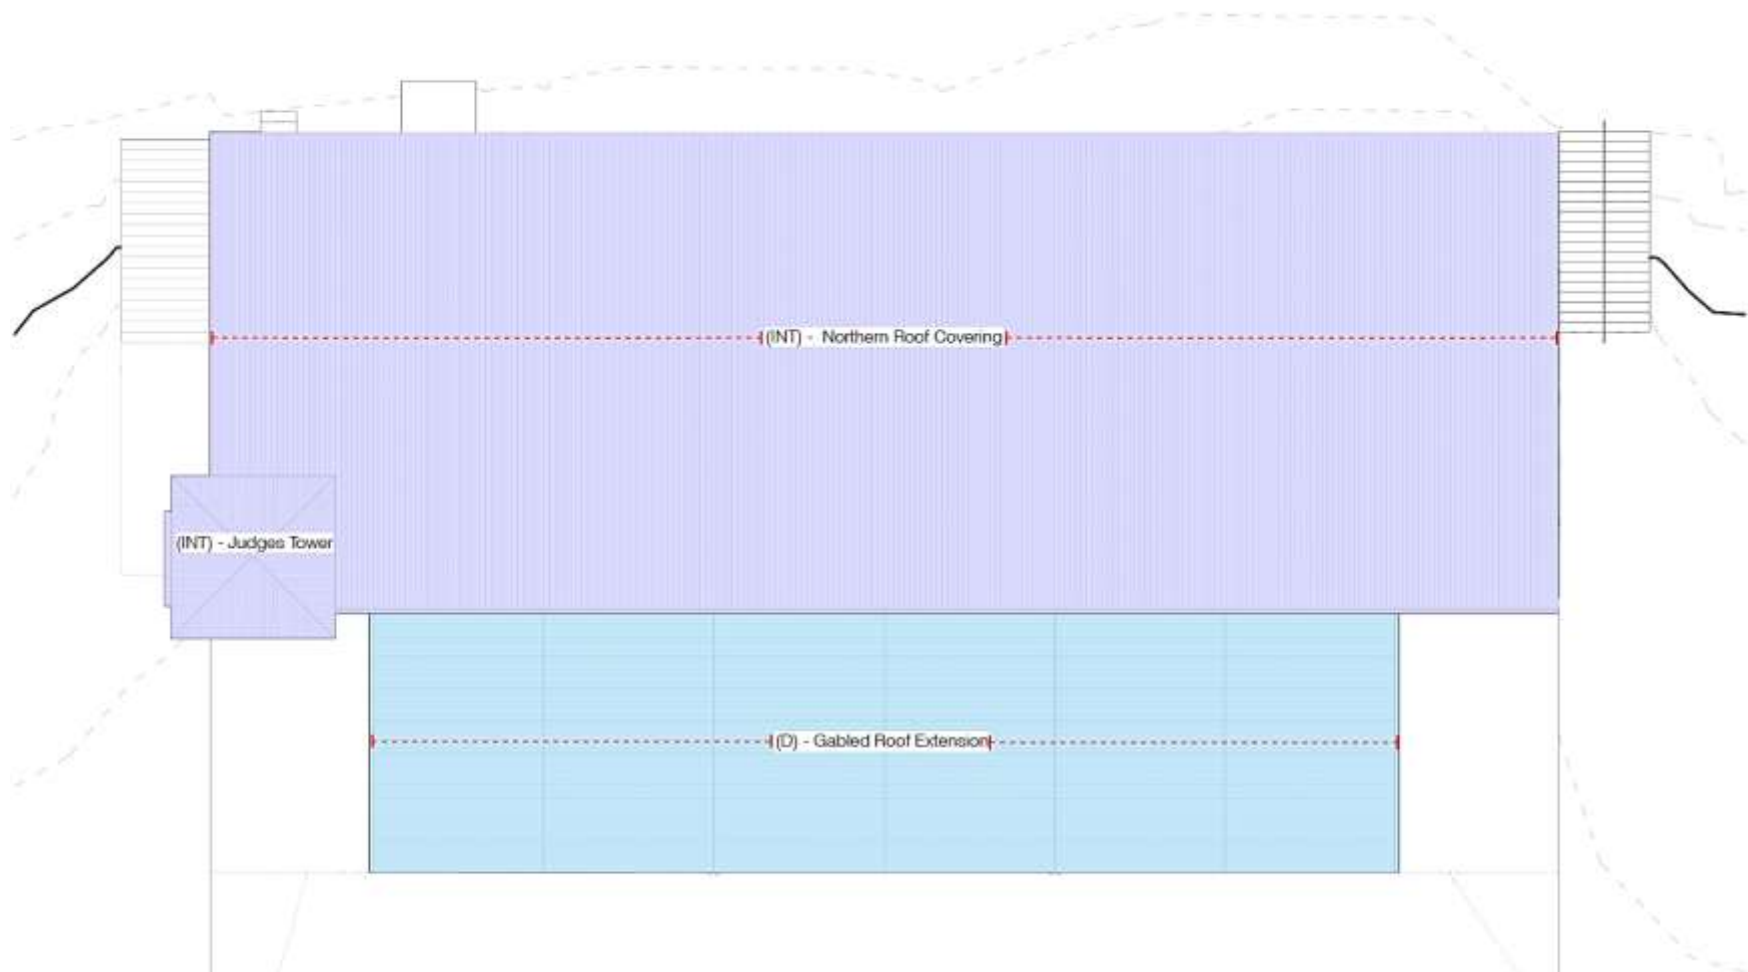 (INT) - Northern Roof Covering
(INT) - Judges Tower
(D) - Gabled Roof Extension